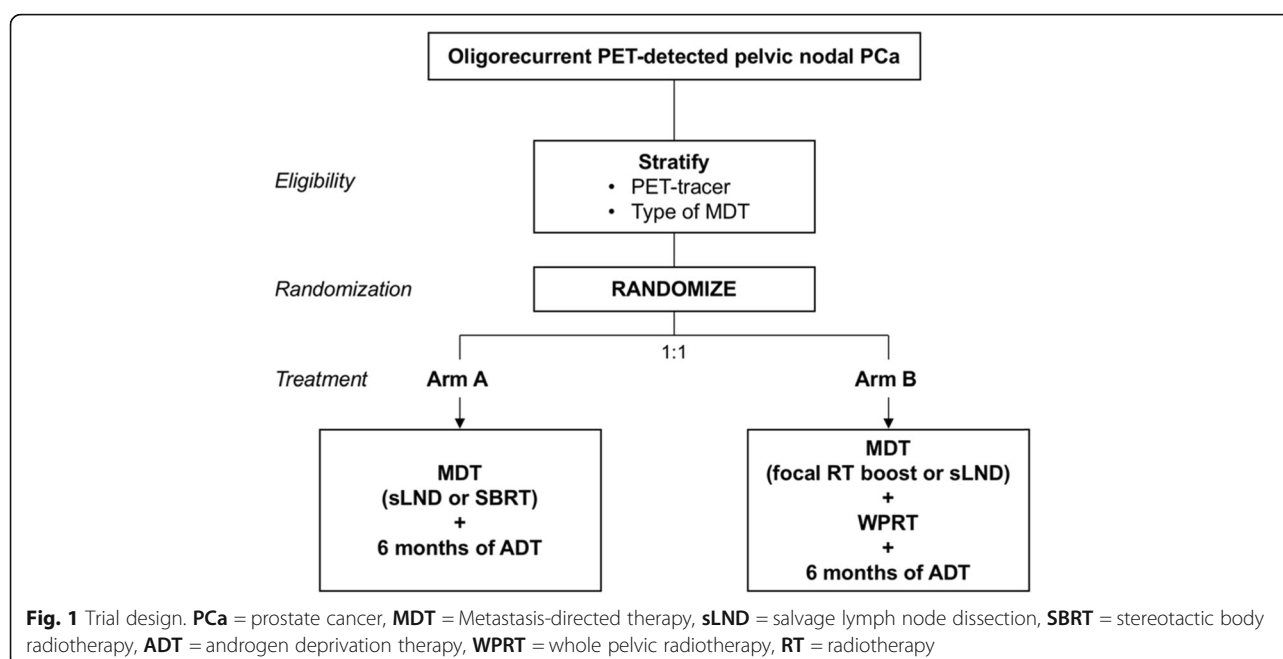 Oligorecurrent PET-detected pelvic nodal PCa
Eligibility
Stratify
• PET-tracer
• Type of MDT
Randomization
RANDOMIZE
1:1
Treatment
Arm A
Arm B
MDT
(sLND or SBRT)
+
6 months of ADT
MDT
(focal RT boost or sLND)
+
WPRT
+
6 months of ADT
Fig. 1 Trial design. PCa = prostate cancer, MDT = Metastasis-directed therapy, sLND = salvage lymph node dissection, SBRT = stereotactic body
radiotherapy, ADT = androgen deprivation therapy, WPRT = whole pelvic radiotherapy, RT = radiotherapy